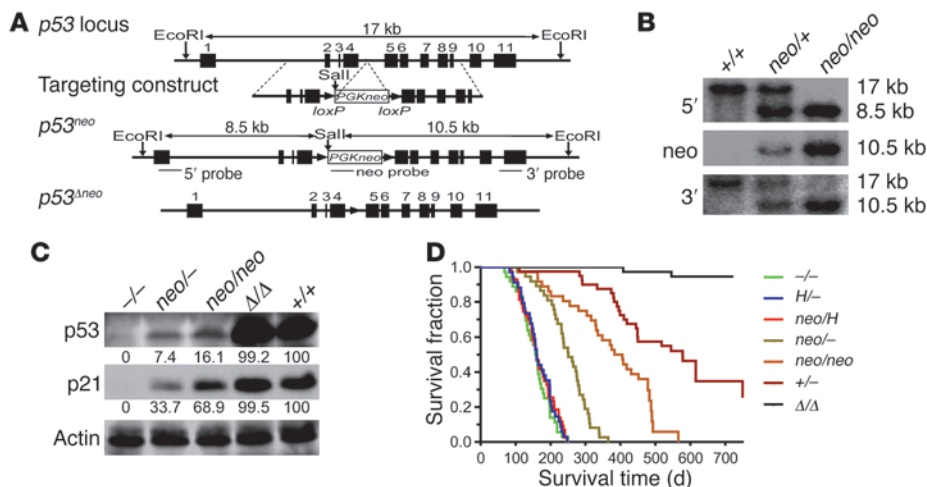 A
p53 locus
EcoRI
17 kb
EcoRI
1 2 3 4 5 6 7 8 9 10 11
Targeting construct
SalI
PGKneo
loxP loxP
p53neo
EcoRI 8.5 kb SalI 10.5 kb EcoRI
PGKneo
5′ probe neo probe 3′ probe
p53Δneo
1 2 3 4 5 6 7 8 9 10 11
B
+/+ neo/+ neo/neo
5′ 17 kb
8.5 kb
neo 10.5 kb
3′ 17 kb
10.5 kb
C
–/– neo/– neo/neo Δ/Δ +/+
p53
0 7.4 16.1 99.2 100
p21
0 33.7 68.9 99.5 100
Actin
D
Survival fraction
1.0
0.8
0.6
0.4
0.2
0.0
0 100 200 300 400 500 600 700
Survival time (d)
–/–
H/–
neo/H
neo/–
neo/neo
+/–
Δ/Δ